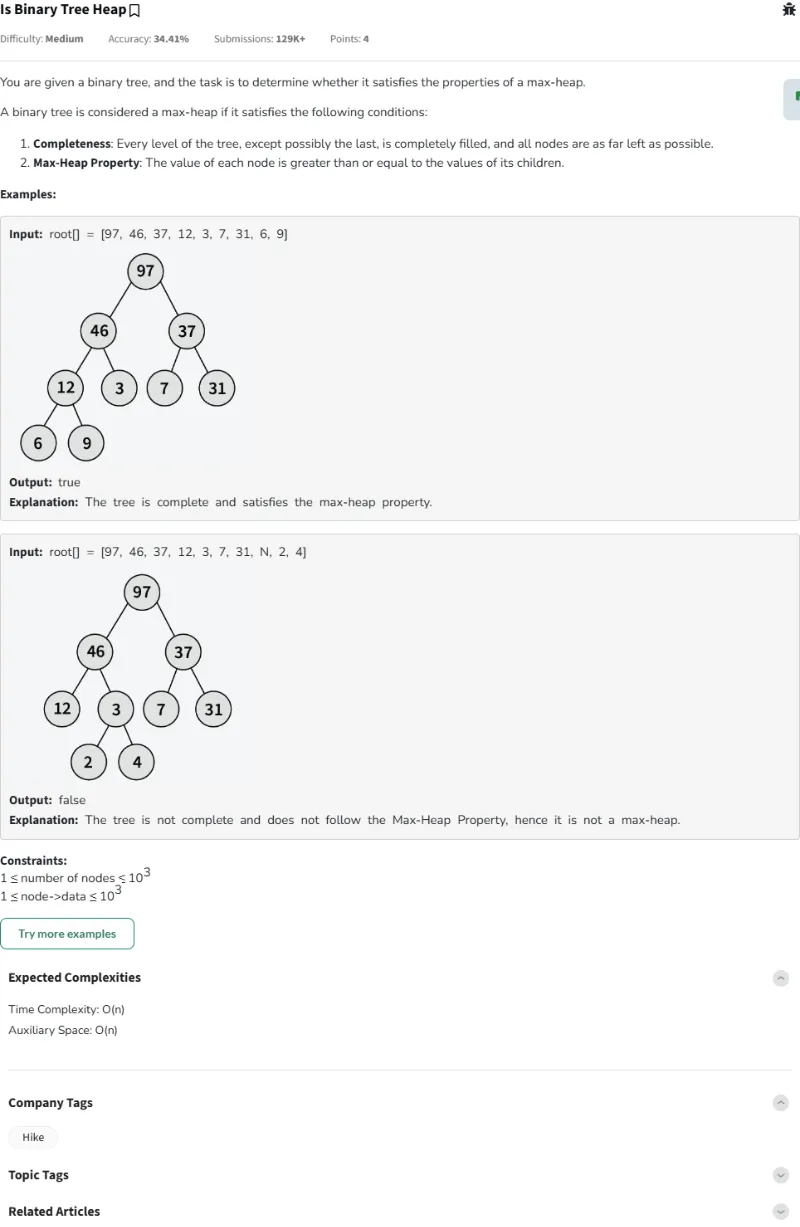 Is Binary Tree Heap
Difficulty: Medium Accuracy: 34.41% Submissions: 129K+ Points: 4
You are given a binary tree, and the task is to determine whether it satisfies the properties of a max-heap.
A binary tree is considered a max-heap if it satisfies the following conditions:
1. Completeness: Every level of the tree, except possibly the last, is completely filled, and all nodes are as far left as possible.
2. Max-Heap Property: The value of each node is greater than or equal to the values of its children.
Examples:
Input: root[] = [97, 46, 37, 12, 3, 7, 31, 6, 9]
97
46 37
12 3 7 31
6 9
Output: true
Explanation: The tree is complete and satisfies the max-heap property.
Input: root[] = [97, 46, 37, 12, 3, 7, 31, N, 2, 4]
97
46 37
12 3 7 31
2 4
Output: false
Explanation: The tree is not complete and does not follow the Max-Heap Property, hence it is not a max-heap.
Constraints:
1 ≤ number of nodes ≤ 10^3
1 ≤ node->data ≤ 10^3
Try more examples
Expected Complexities
Time Complexity: O(n)
Auxiliary Space: O(n)
Company Tags
Hike
Topic Tags
Related Articles